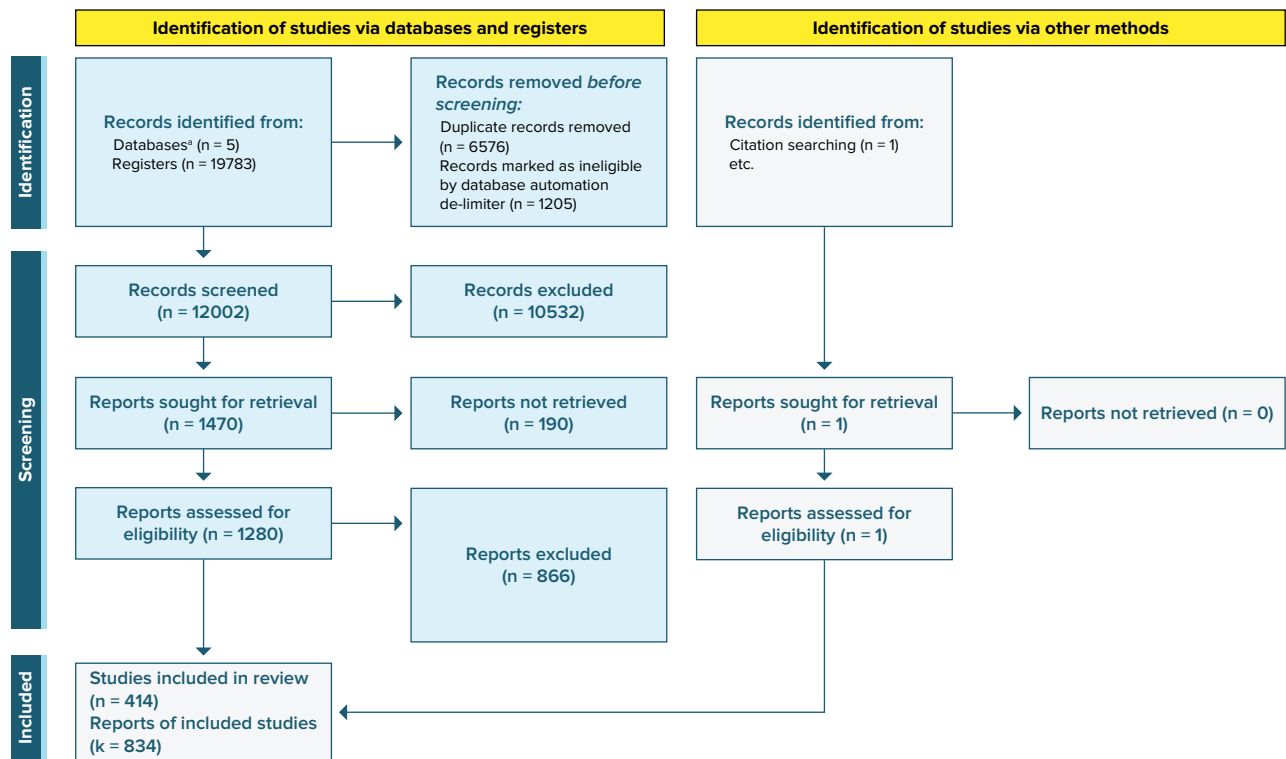 Identification of studies via databases and registers
Identification of studies via other methods
Identification
Records identified from:
Databasesᵃ (n = 5)
Registers (n = 19783)
Records removed before
screening:
Duplicate records removed
(n = 6576)
Records marked as ineligible
by database automation
de-limiter (n = 1205)
Records identified from:
Citation searching (n = 1)
etc.
Screening
Records screened
(n = 12002)
Records excluded
(n = 10532)
Reports sought for retrieval
(n = 1470)
Reports not retrieved
(n = 190)
Reports sought for retrieval
(n = 1)
Reports not retrieved (n = 0)
Reports assessed for
eligibility (n = 1280)
Reports excluded
(n = 866)
Reports assessed for
eligibility (n = 1)
Included
Studies included in review
(n = 414)
Reports of included studies
(k = 834)